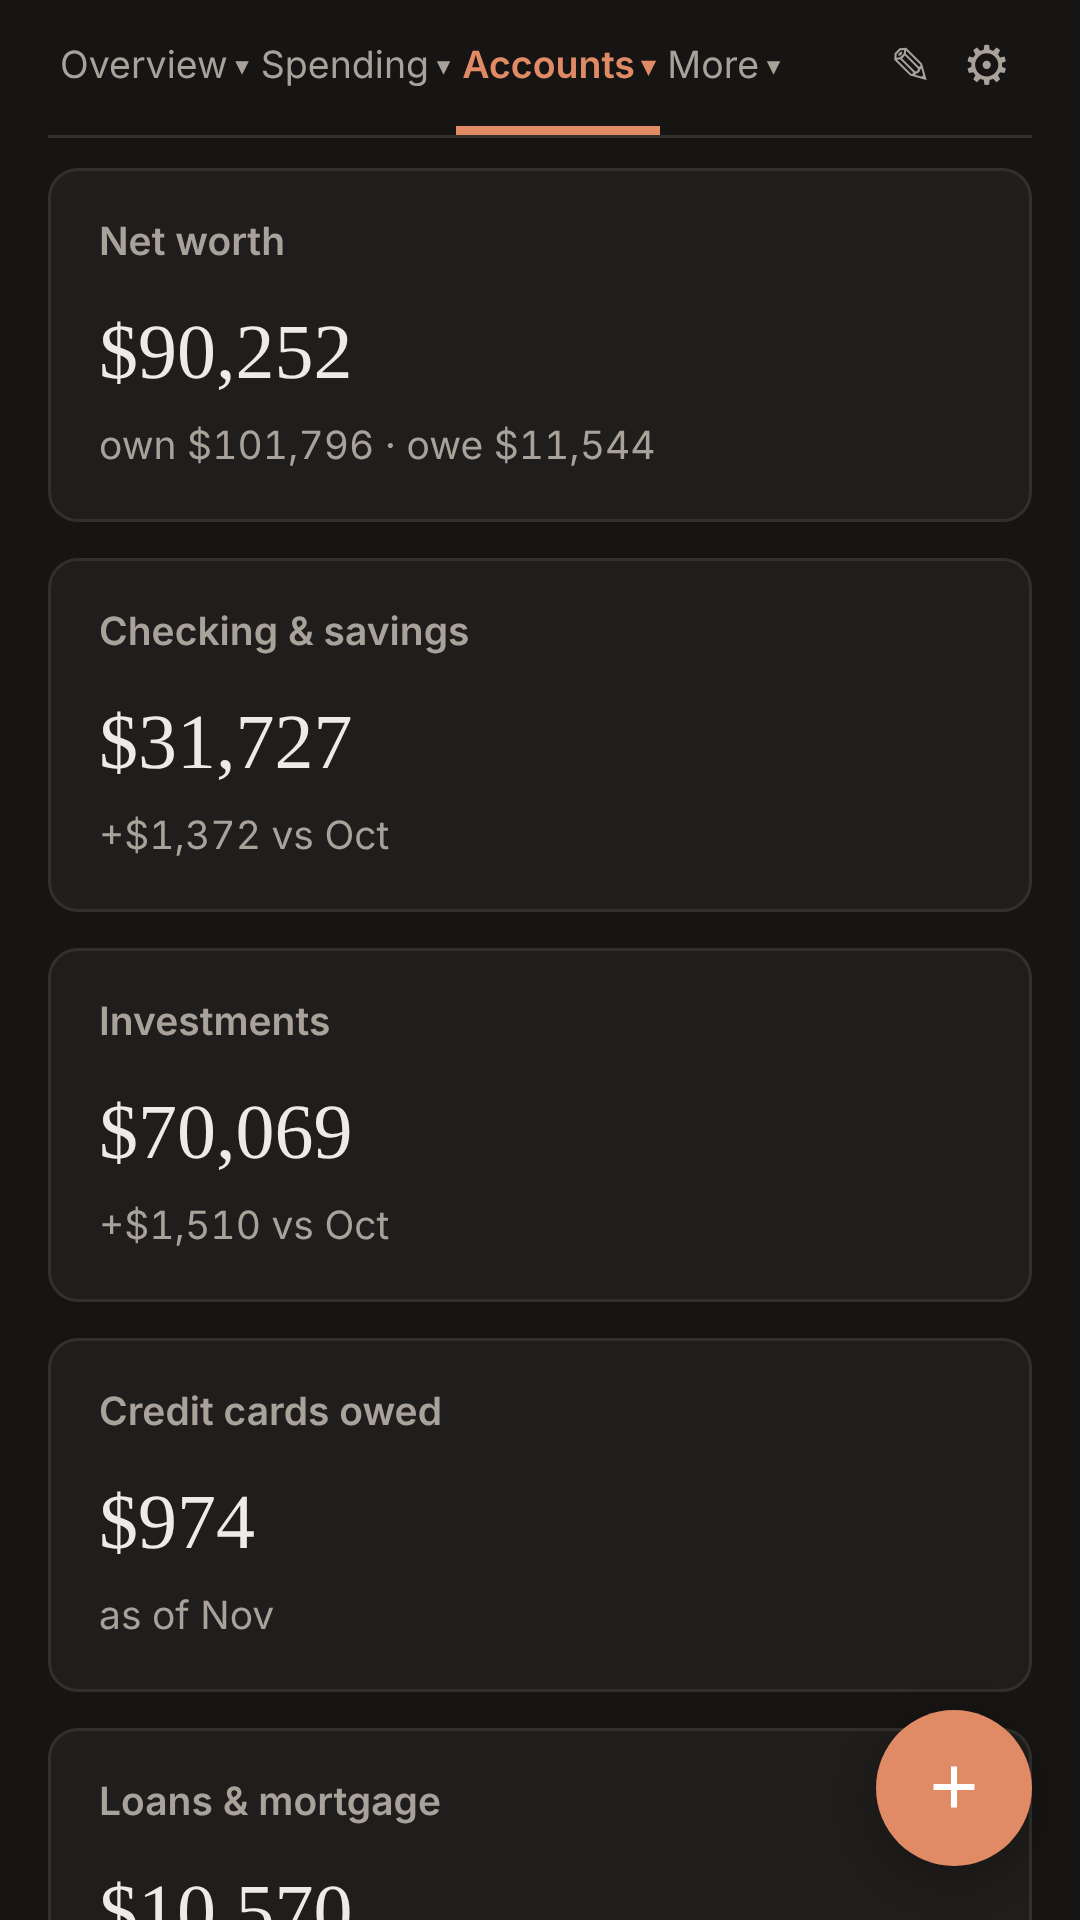 Overview ▾ Spending ▾ Accounts ▾ More ▾ ✎ ⚙
Net worth
$90,252
own $101,796 · owe $11,544
Checking & savings
$31,727
+$1,372 vs Oct
Investments
$70,069
+$1,510 vs Oct
Credit cards owed
$974
as of Nov
Loans & mortgage
$10,570
+